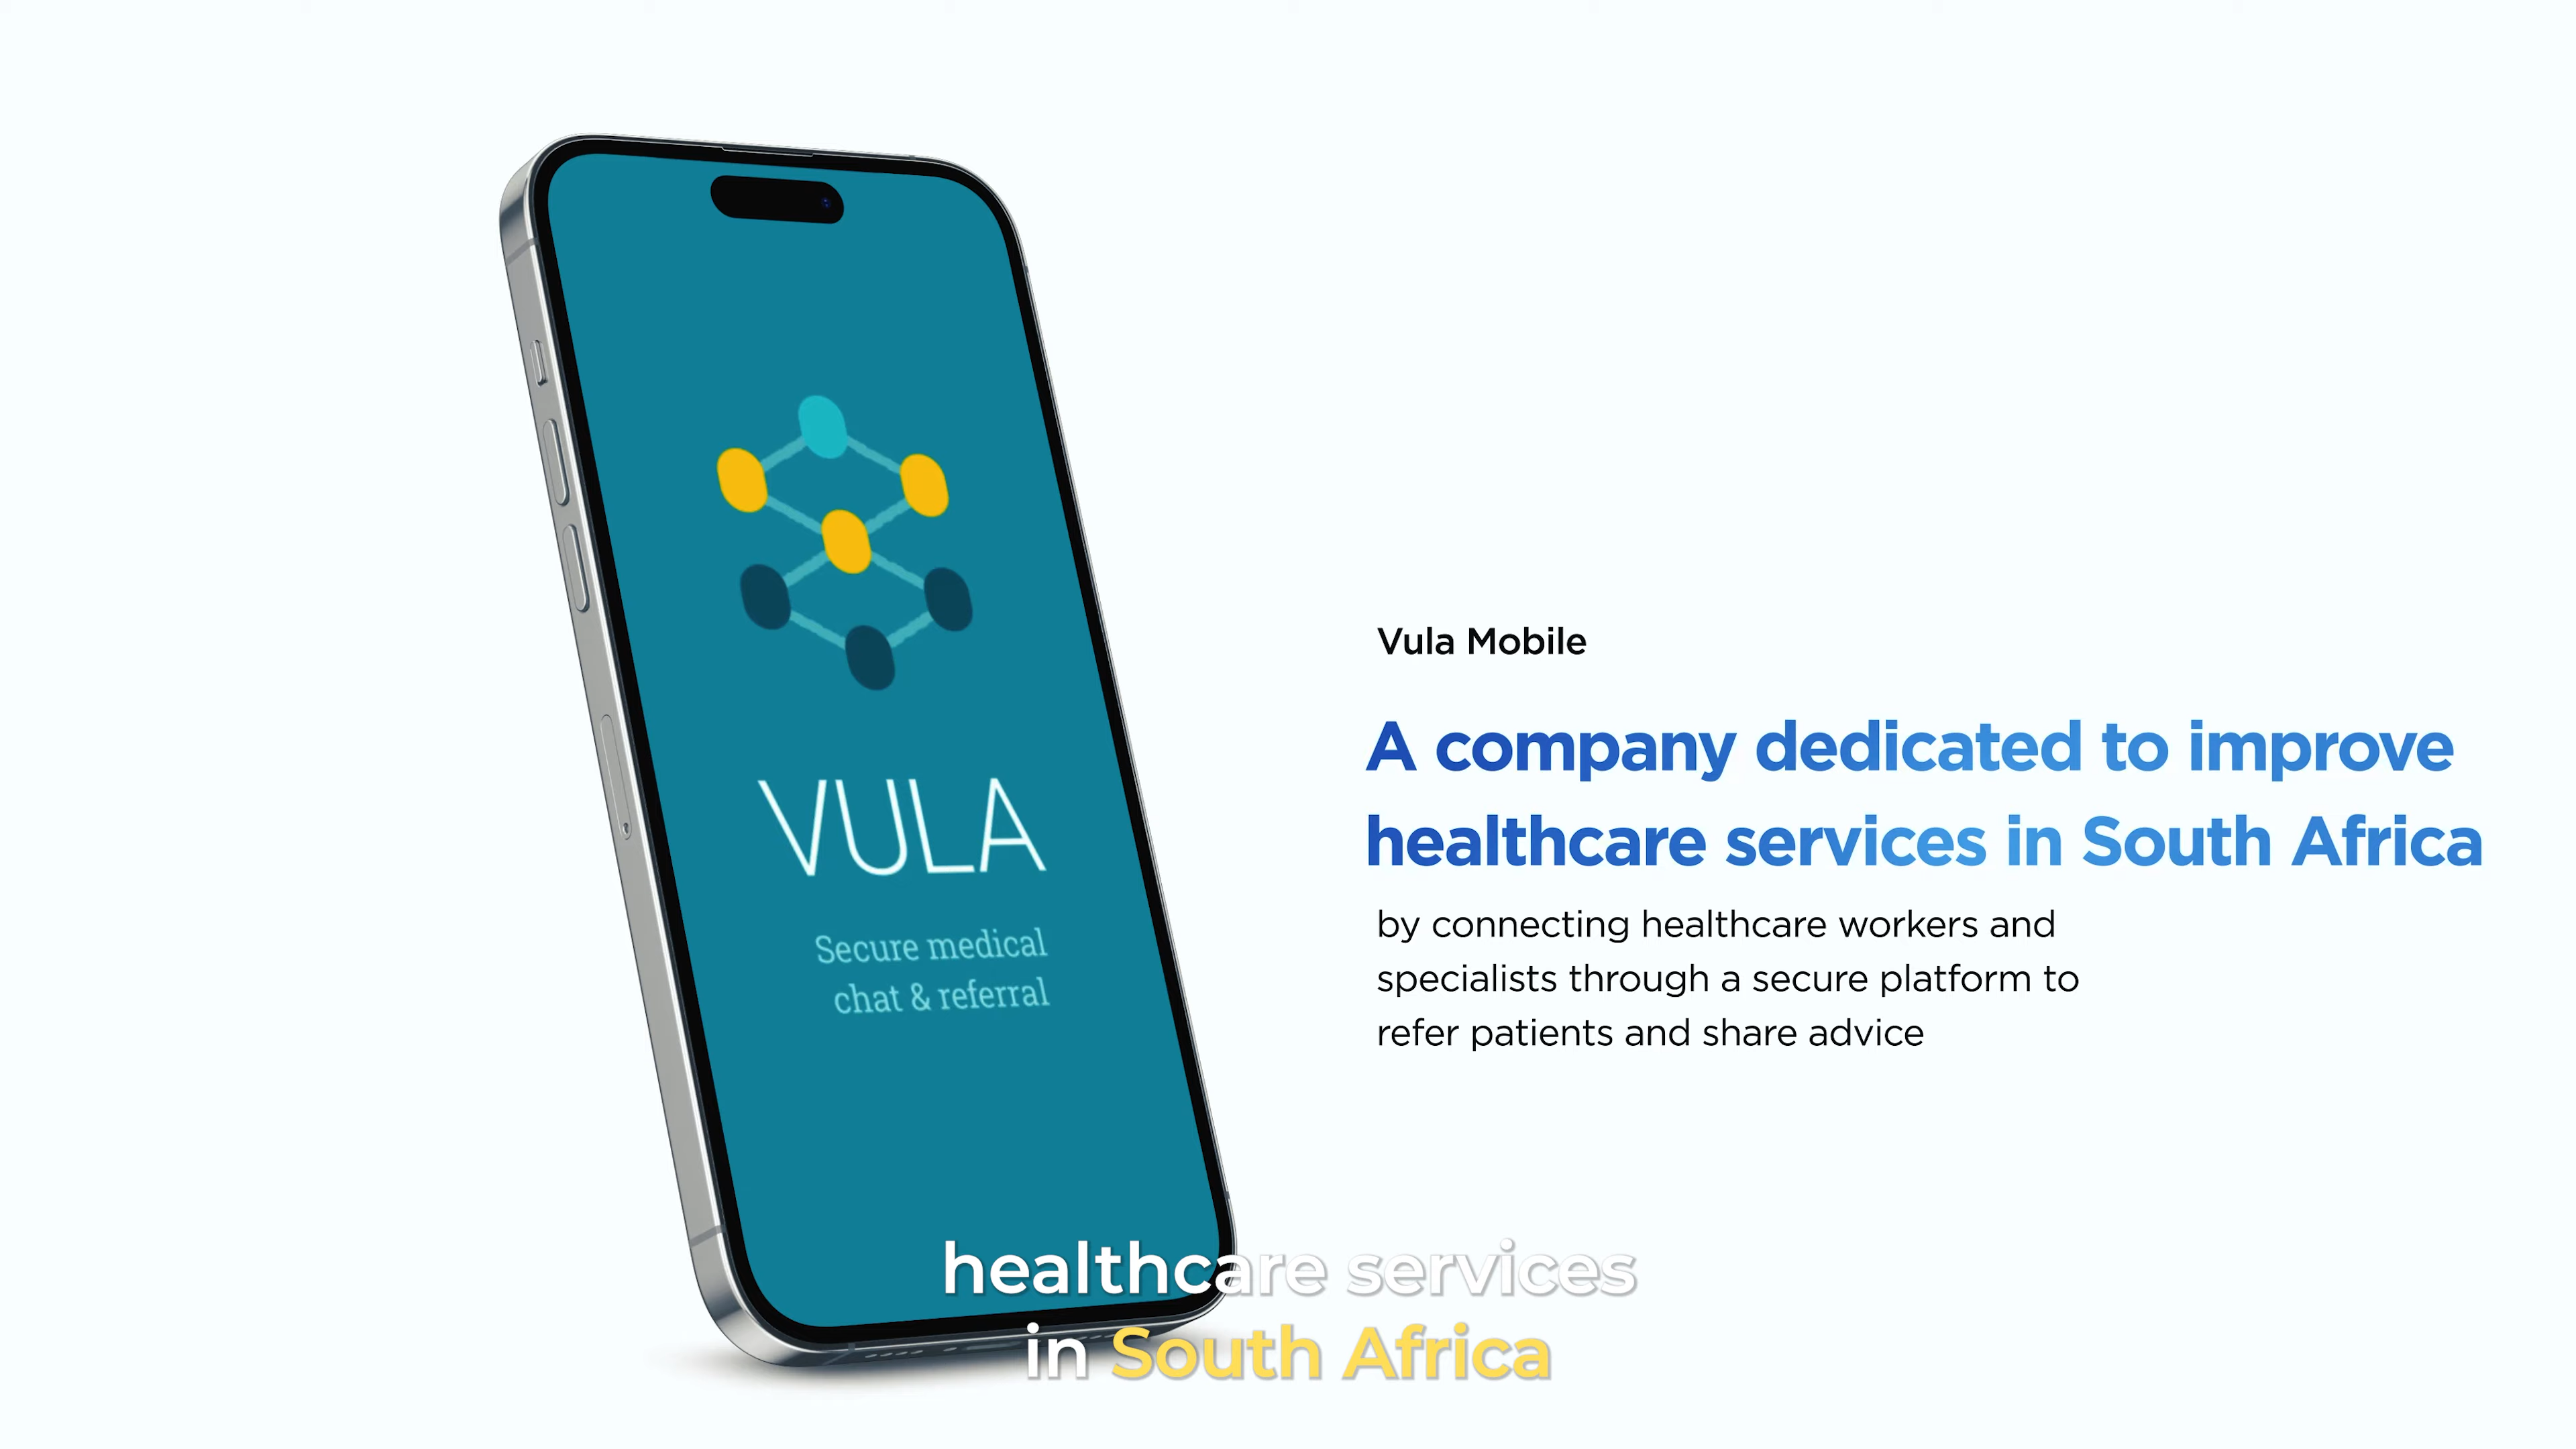 VULA
Secure medical
chat & referral
Vula Mobile
A company dedicated to improve
healthcare services in South Africa
by connecting healthcare workers and
specialists through a secure platform to
refer patients and share advice
healthcare services
in South Africa